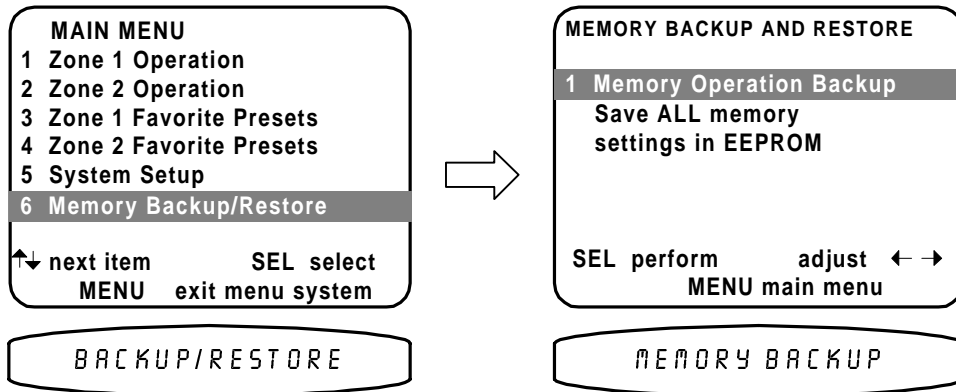 MAIN MENU
1 Zone 1 Operation
2 Zone 2 Operation
3 Zone 1 Favorite Presets
4 Zone 2 Favorite Presets
5 System Setup
6 Memory Backup/Restore
next item SEL select
MENU exit menu system
BACKUP/RESTORE
MEMORY BACKUP AND RESTORE
1 Memory Operation Backup
Save ALL memory
settings in EEPROM
SEL perform adjust ← →
MENU main menu
MEMORY BACKUP